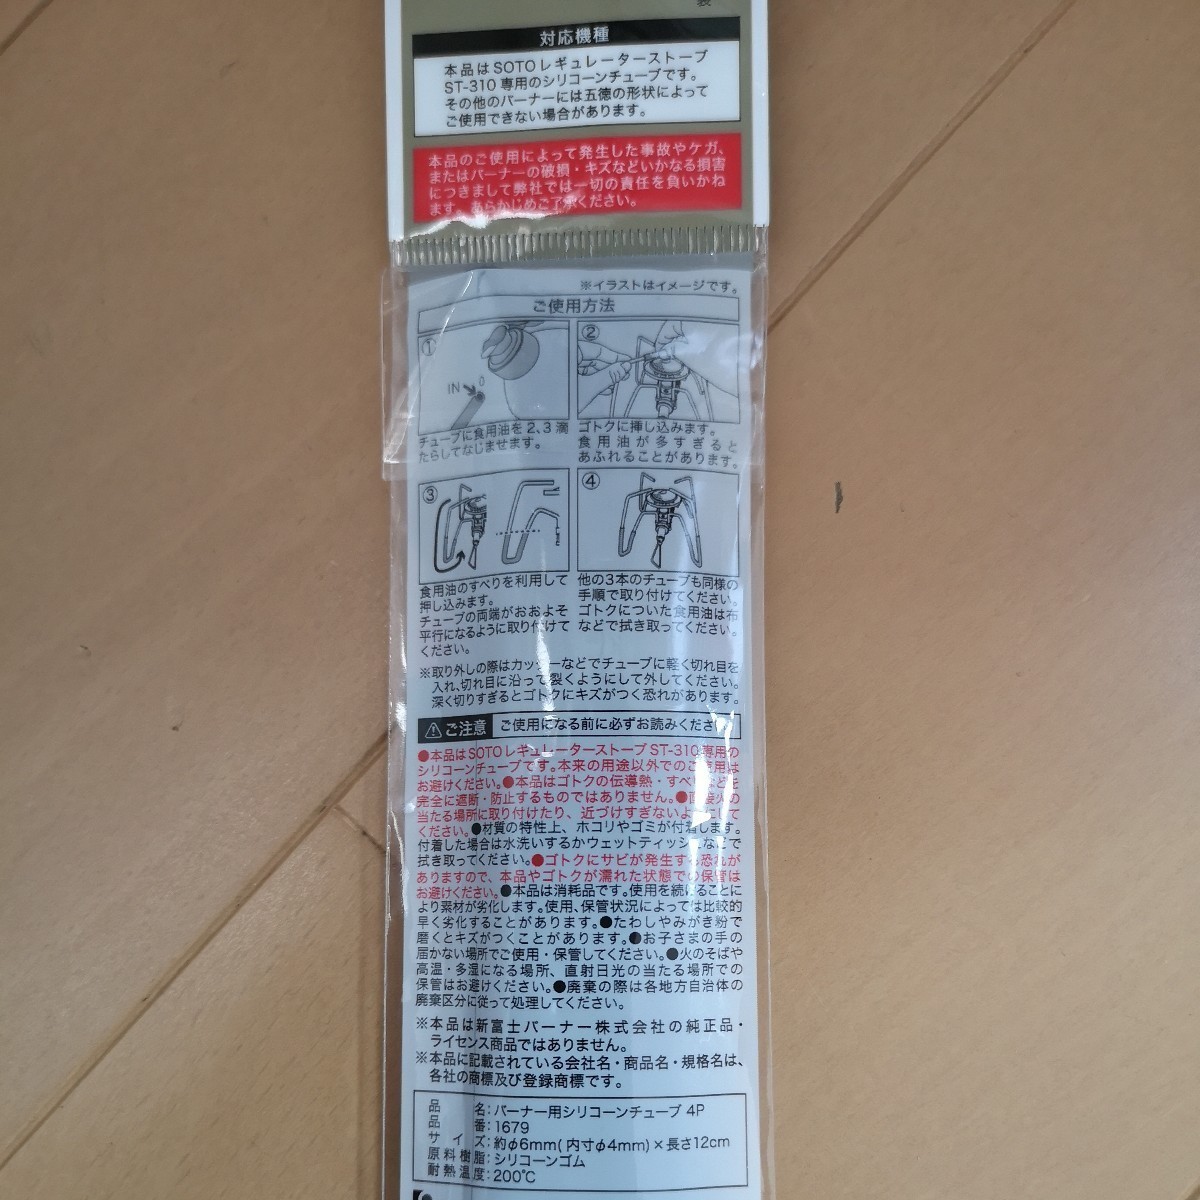 対応機種
本品はSOTOレギュレーターストーブ
ST-310 専用のシリコーンチューブです。
その他のバーナーには五徳の形状によって
ご使用できない場合があります。
本品のご使用によって発生した事故やケガ、
またはバーナーの破損・キズなどいかなる損害
につきまして弊社では一切の責任を負いかね
ます。あらかじめご了承ください。
※イラストはイメージです。
ご使用方法
①
IN
チューブに食用油を2、3滴
たらしてなじませます。
②
ゴトクに挿し込みます。
食用油が多すぎると
あふれることがあります。
③
食用油のすべりを利用して
押し込みます。
チューブの両端がおおよそ
平行になるように取り付けて
ください。
④
他の3本のチューブも同様の
手順で取り付けてください。
ゴトクについた食用油は布
などで拭き取ってください。
※取り外しの際はカッターなどでチューブに軽く切れ目を
入れ、切れ目に沿って裂くようにして外してください。
深く切りすぎるとゴトクにキズがつく恐れがあります。
⚠ご注意 ご使用になる前に必ずお読みください
●本品はSOTOレギュレーターストーブST-310専用の
シリコーンチューブです。本来の用途以外でのご使用は
お避けください。●本品はゴトクの伝導熱・すべりなどを
完全に遮断・防止するものではありません。●直接火の
当たる場所に取り付けたり、近づけすぎないようにして
ください。●材質の特性上、ホコリやゴミが付着します。
付着した場合は水洗いするかウェットティッシュなどで
拭き取ってください。●ゴトクにサビが発生する恐れが
ありますので、本品やゴトクが濡れた状態での保管は
お避けください。●本品は消耗品です。使用を続けることに
より素材が劣化します。使用、保管状況によっては比較的
早く劣化することがあります。●たわしやみがき粉で
磨くとキズがつくことがあります。●お子さまの手の
届かない場所でご使用・保管してください。●火のそばや
高温・多湿になる場所、直射日光の当たる場所での
保管はお避けください。●廃棄の際は各地方自治体の
廃棄区分に従って処理してください。
※本品は新富士バーナー株式会社の純正品・
ライセンス商品ではありません。
※本品に記載されている会社名・商品名・規格名は、
各社の商標及び登録商標です。
品名：バーナー用シリコーンチューブ 4P
品番：1679
サイズ：約φ6mm(内寸φ4mm)×長さ12cm
原料樹脂：シリコーンゴム
耐熱温度：200℃